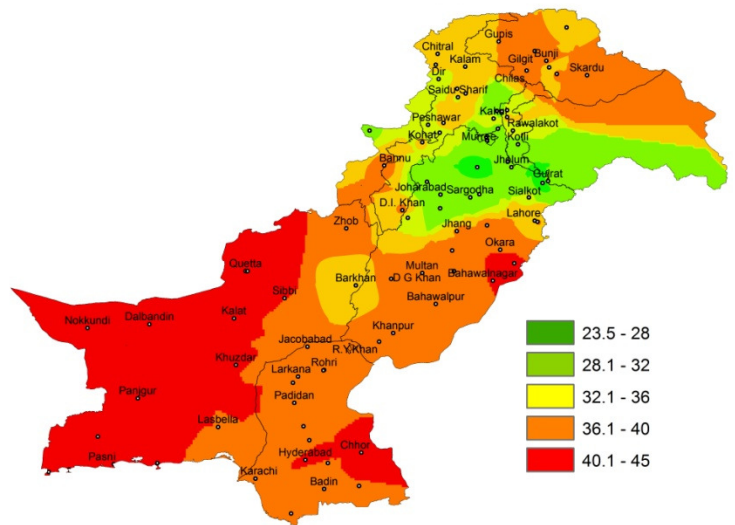 Gupis
Chitral
Kalam
Bunji
Gilgit
Skardu
Dir
Chilas
Saidu Sharif
Kakul
Peshawar
Rawalakot
Kohat
Murree
Kotli
Bannu
Jhelum
Gujrat
Joharabad
Sargodha
Sialkot
D.I. Khan
Lahore
Zhob
Jhang
Okara
Quetta
Multan
Barkhan
D G Khan
Bahawalnagar
Sibbi
Bahawalpur
Kalat
Dalbandin
Nokkundi
Khanpur
Jacobabad
R.Y.Khan
Khuzdar
Rohri
Larkana
Panjgur
Padidan
Lasbella
Chhor
Pasni
Hyderabad
Karachi
Badin
23.5 - 28
28.1 - 32
32.1 - 36
36.1 - 40
40.1 - 45